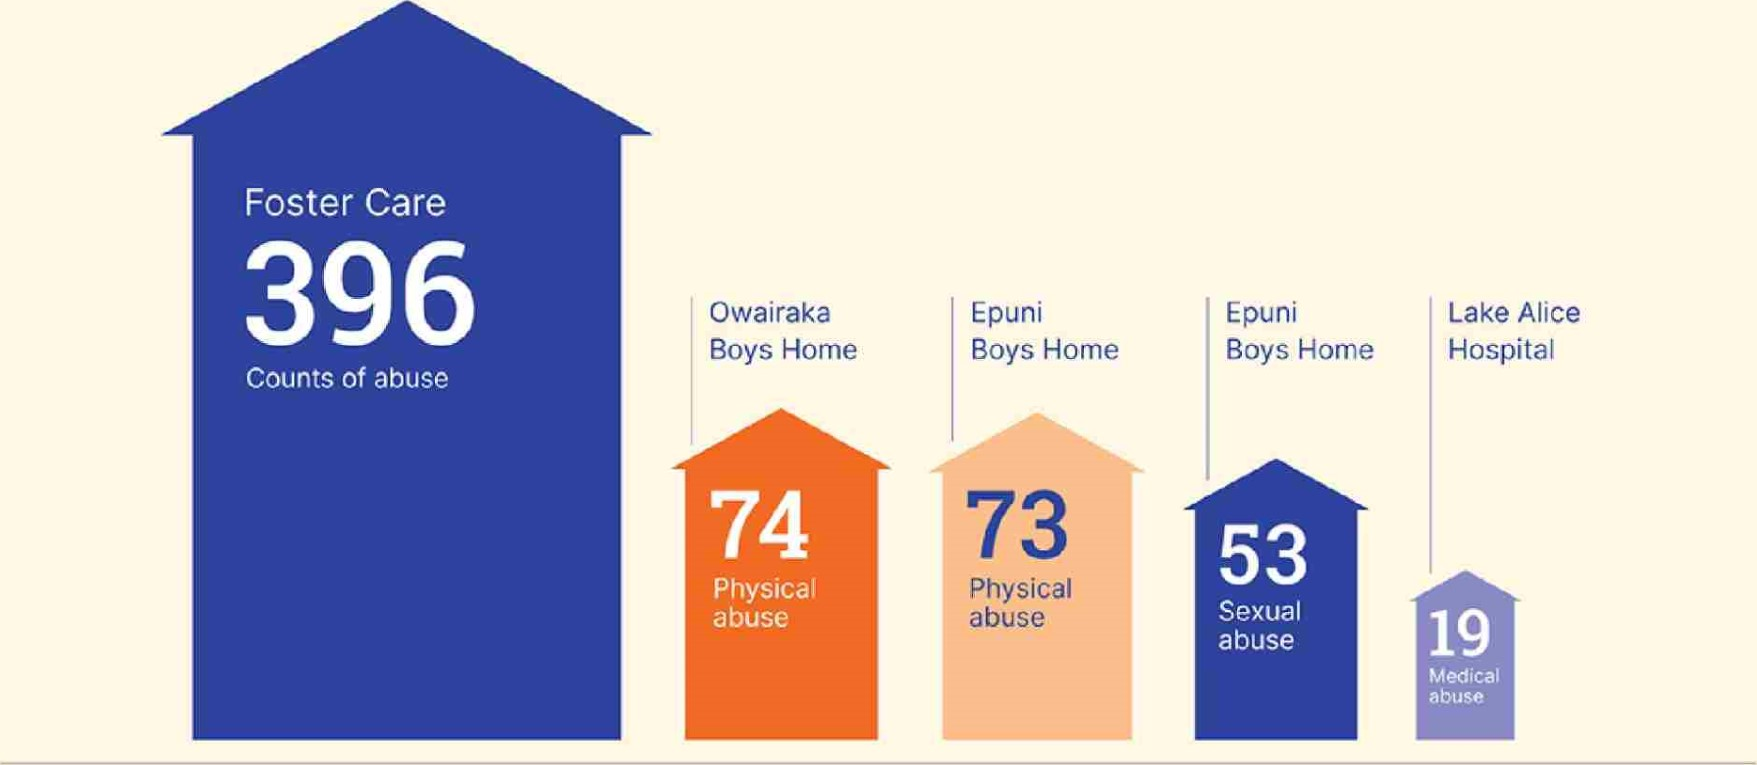 Foster Care
396
Counts of abuse
Owairaka
Boys Home
74
Physical
abuse
Epuni
Boys Home
73
Physical
abuse
Epuni
Boys Home
53
Sexual
abuse
Lake Alice
Hospital
19
Medical
abuse